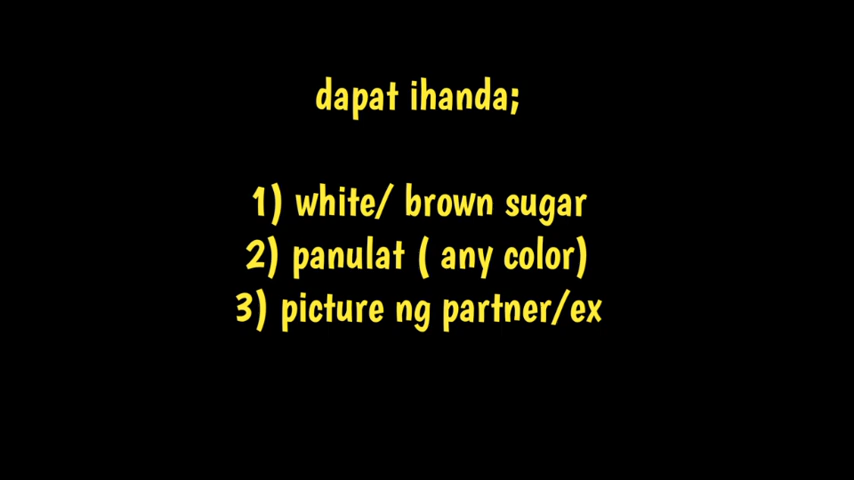 dapat ihanda;
1) white/ brown sugar
2) panulat ( any color)
3) picture ng partner/ex